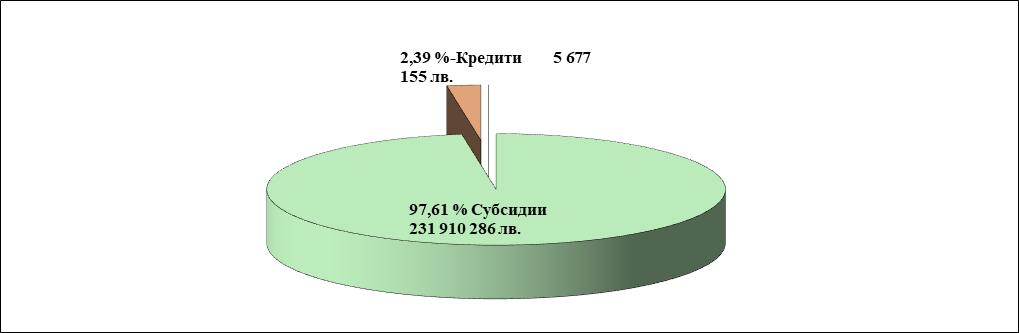 2,39 %-Кредити 5 677
155 лв.
97,61 % Субсидии
231 910 286 лв.